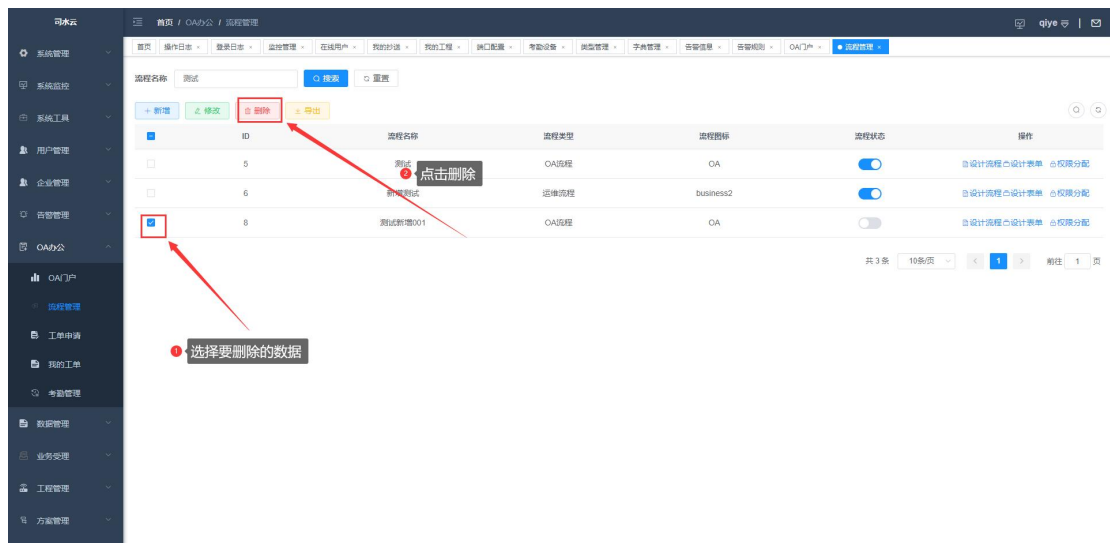 司水云
首页 / OA办公 / 流程管理
qiye
系统管理
系统监控
系统工具
用户管理
企业管理
告警管理
OA办公
OA门户
流程管理
工单申请
我的工单
考勤管理
数据管理
业务受理
工程管理
方案管理
首页 操作日志 × 登录日志 × 监控管理 × 在线用户 × 我的抄送 × 我的工程 × 端口配置 × 考勤设备 × 类型管理 × 字典管理 × 告警信息 × 告警规则 × OA门户 × 流程管理 ×
流程名称 测试 搜索 重置
+ 新增 修改 删除 导出
ID 流程名称 流程类型 流程图标 流程状态 操作
5 测试 OA流程 OA 设计流程 设计表单 权限分配
2 点击删除
6 新增测试 运维流程 business2 设计流程 设计表单 权限分配
8 测试新增001 OA流程 OA 设计流程 设计表单 权限分配
共 3 条 10条/页 < 1 > 前往 1 页
1 选择要删除的数据